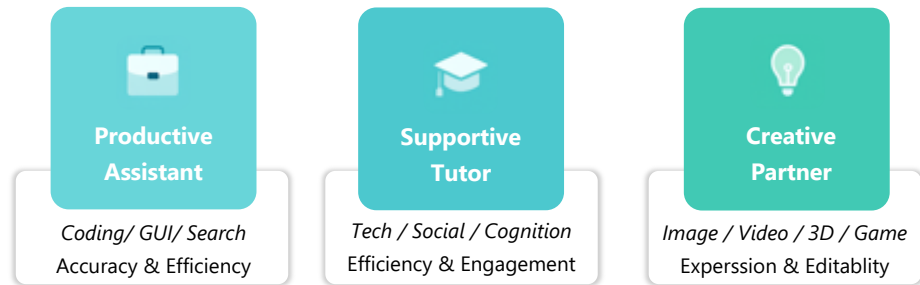 Productive
Assistant
Coding/ GUI/ Search
Accuracy & Efficiency
Supportive
Tutor
Tech / Social / Cognition
Efficiency & Engagement
Creative
Partner
Image / Video / 3D / Game
Experssion & Editablity